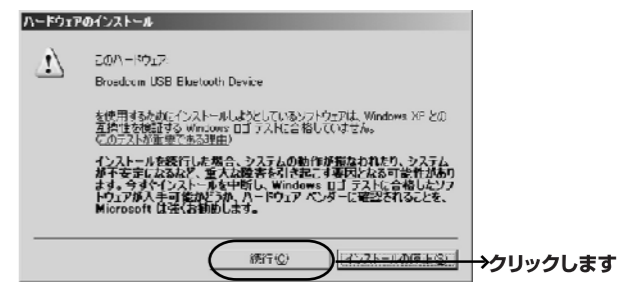 ハードウェアのインストール
このハードウェア:
Broadcom USB Bluetooth Device
を使用するためにインストールしようとしているソフトウェアは、Windows XP との
互換性を検証する Windows ロゴ テストに合格していません。
(このテストが重要である理由)
インストールを続行した場合、システムの動作が損なわれたり、システム
が不安定になるなど、重大な障害を引き起こす要因となる可能性があり
ます。今すぐインストールを中断し、Windows ロゴ テストに合格したソフ
トウェアが入手可能かどうか、ハードウェア ベンダーに確認されることを、
Microsoft は強くお勧めします。
続行(C)
インストールの停止(S)
クリックします